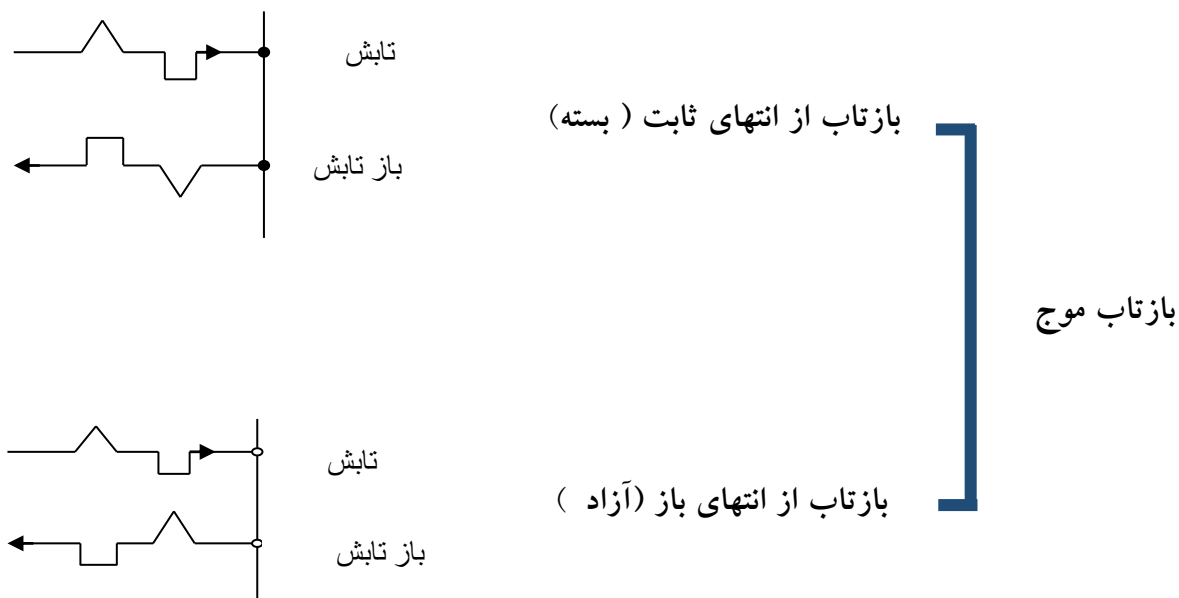 بازتاب موج
بازتاب از انتهای ثابت ( بسته)
تابش
باز تابش
بازتاب از انتهای باز (آزاد )
تابش
باز تابش